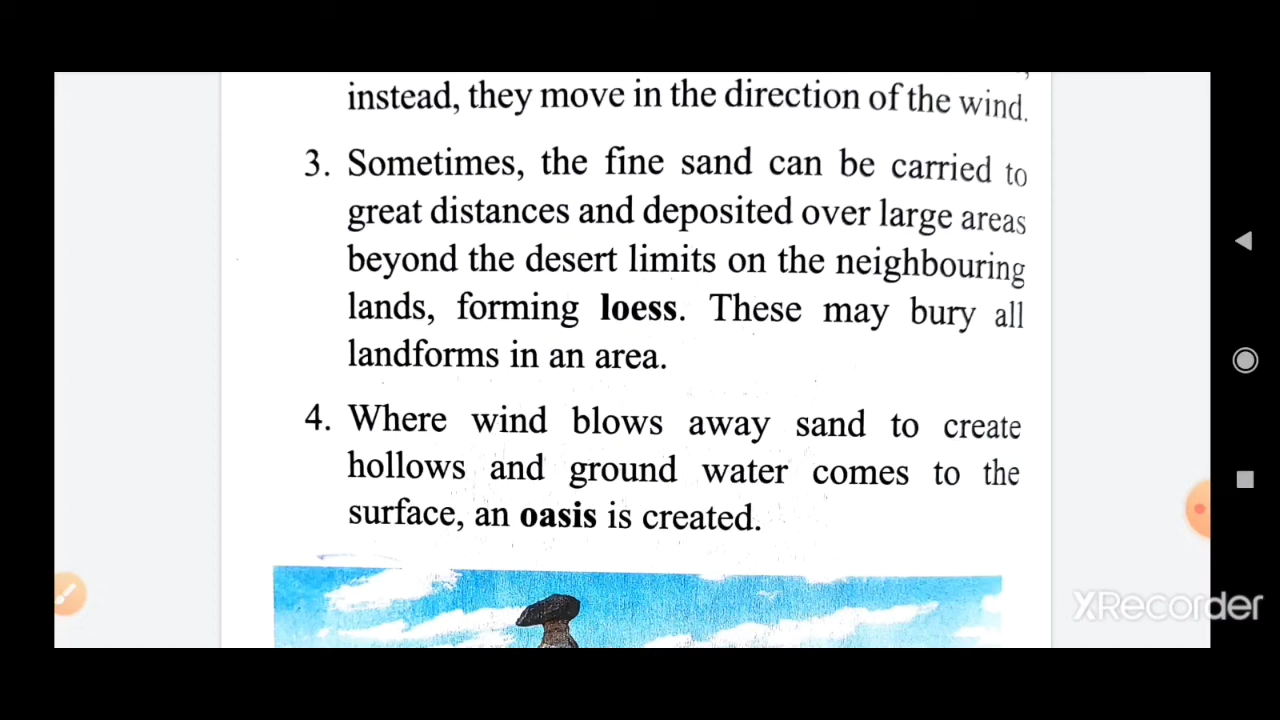 instead, they move in the direction of the wind.
3. Sometimes, the fine sand can be carried to
great distances and deposited over large areas
beyond the desert limits on the neighbouring
lands, forming loess. These may bury all
landforms in an area.
4. Where wind blows away sand to create
hollows and ground water comes to the
surface, an oasis is created.
XRecorder